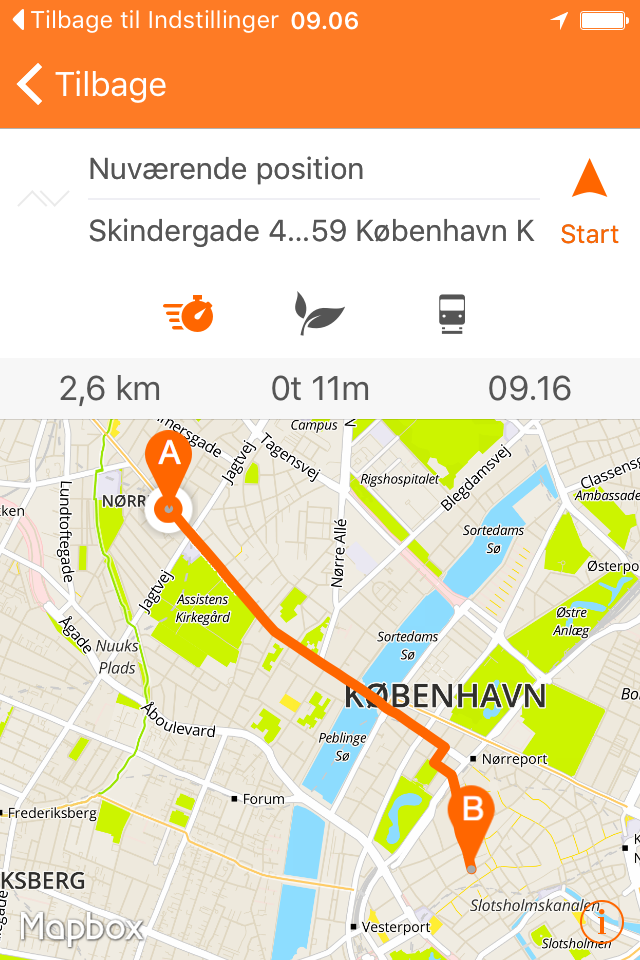 Tilbage til Indstillinger 09.06
Tilbage
Nuværende position
Skindergade 4...59 København K
Start
2,6 km
0t 11m
09.16
Campus
Jagtvej
Tagensvej
Blegdamsvej
Rigshospitalet
Classensg
Ambassade
A
NØRR
Lundtoftegade
Nørre Allé
Sortedams
Sø
Østerpo
Jagtvej
Assistens
Kirkegård
Østre
Anlæg
Ågade
Nuuks
Plads
Sortedams
Sø
KØBENHAVN
Åboulevard
Peblinge
Sø
Nørreport
Forum
B
Frederiksberg
KSBERG
Slotsholmskanalen
Vesterport
Slotsholmen
Mapbox
i